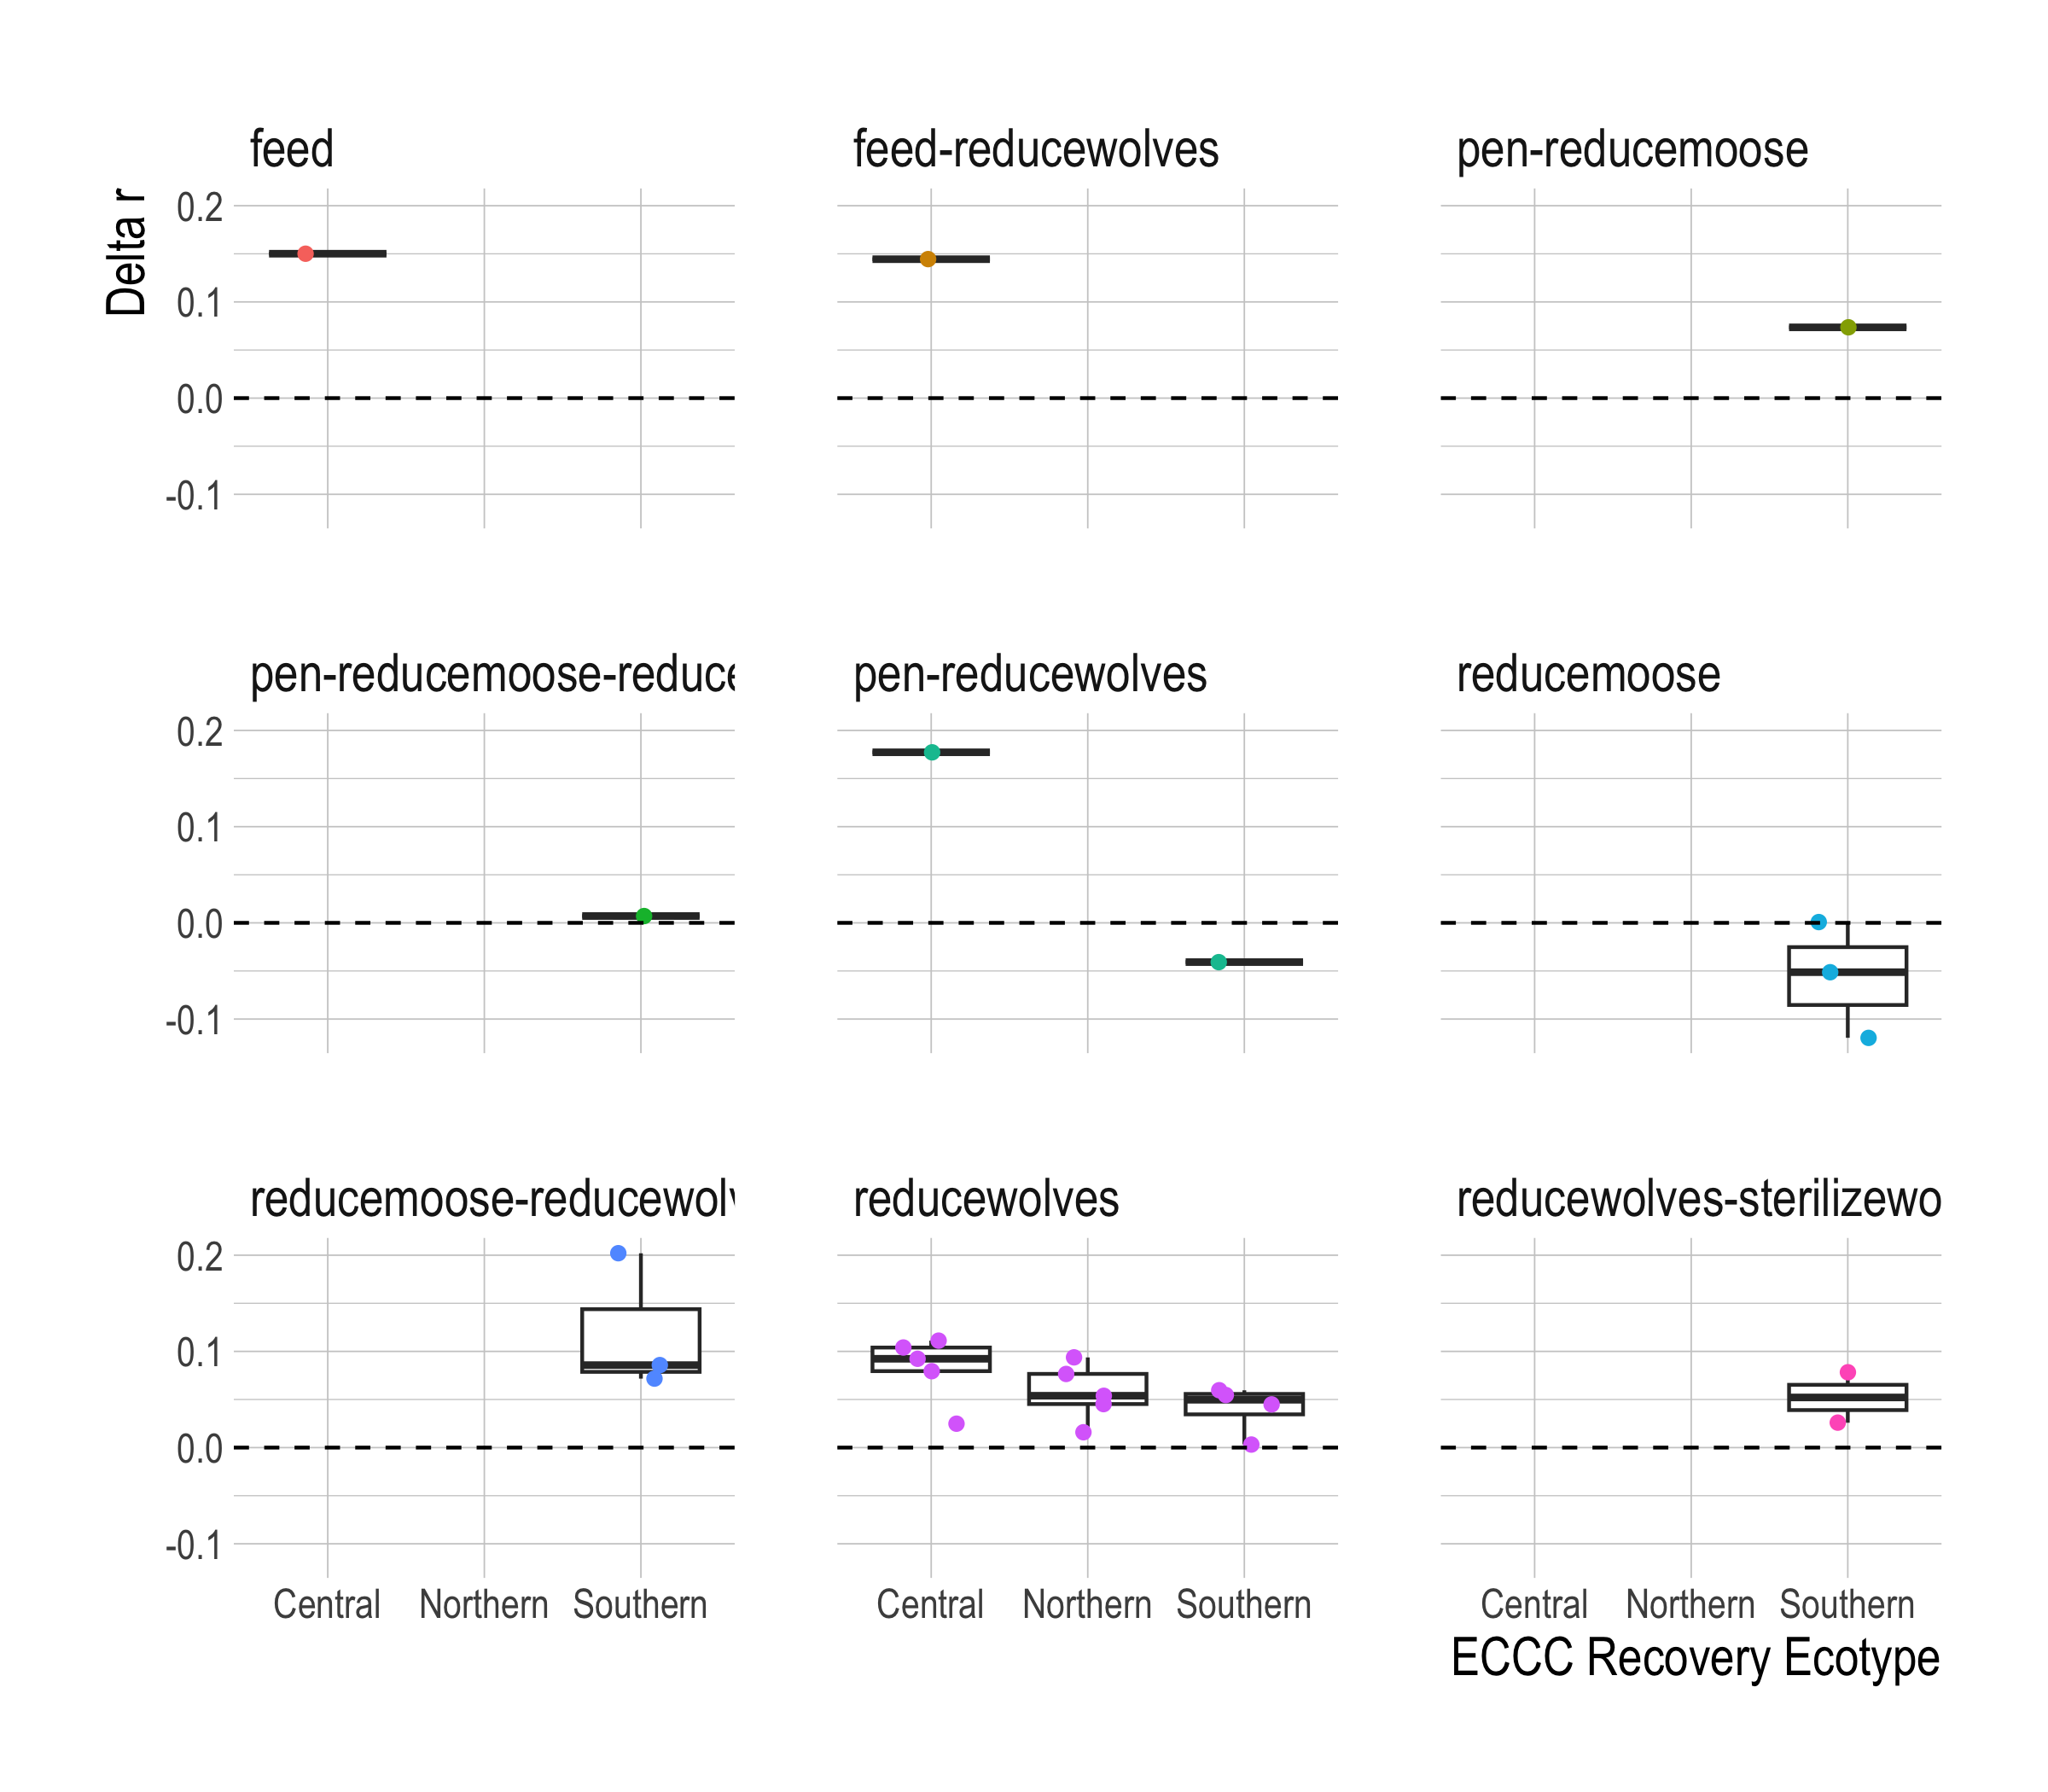 feed
feed-reducewolves
pen-reducemoose
Delta r
0.2
0.1
0.0
-0.1
pen-reducemoose-reduce
pen-reducewolves
reducemoose
0.2
0.1
0.0
-0.1
reducemoose-reducewolv
reducewolves
reducewolves-sterilizewo
0.2
0.1
0.0
-0.1
Central Northern Southern
Central Northern Southern
Central Northern Southern
ECCC Recovery Ecotype